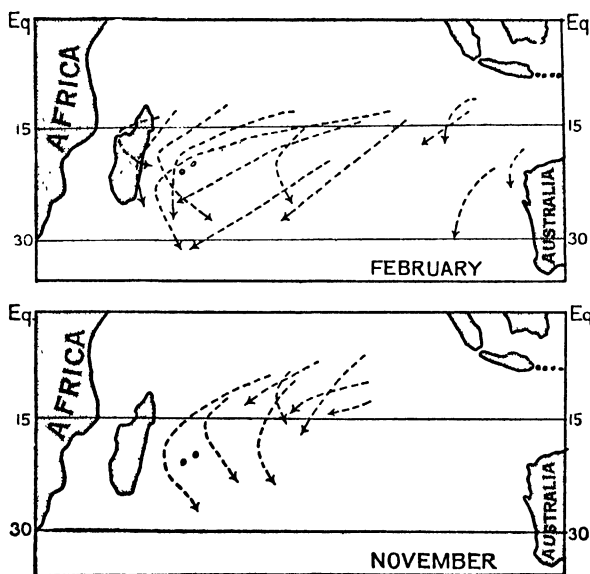 Eq Eq
AFRICA
15 15
30 30
AUSTRALIA
FEBRUARY
Eq Eq
AFRICA
15 15
30 30
AUSTRALIA
NOVEMBER